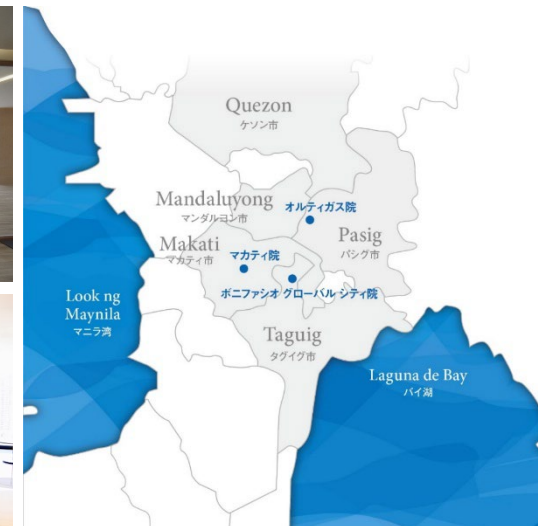 Quezon
ケソン市
Mandaluyong
マンダルヨン市
オルティガス院
Pasig
パシグ市
Makati
マカティ市
マカティ院
ボニファシオ グローバル シティ院
Look ng
Maynila
マニラ湾
Taguig
タグイグ市
Laguna de Bay
バイ湖